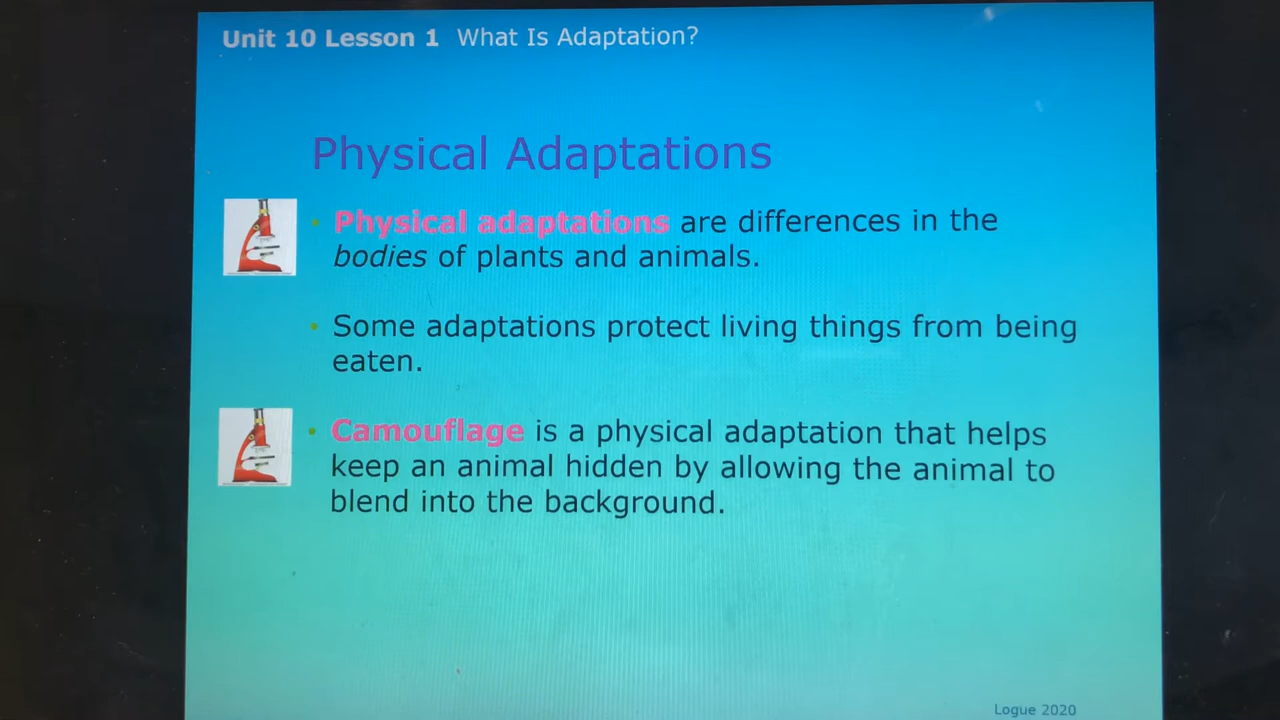 Unit 10 Lesson 1 What Is Adaptation?
Physical Adaptations
• Physical adaptations are differences in the
bodies of plants and animals.
• Some adaptations protect living things from being
eaten.
• Camouflage is a physical adaptation that helps
keep an animal hidden by allowing the animal to
blend into the background.
Logue 2020